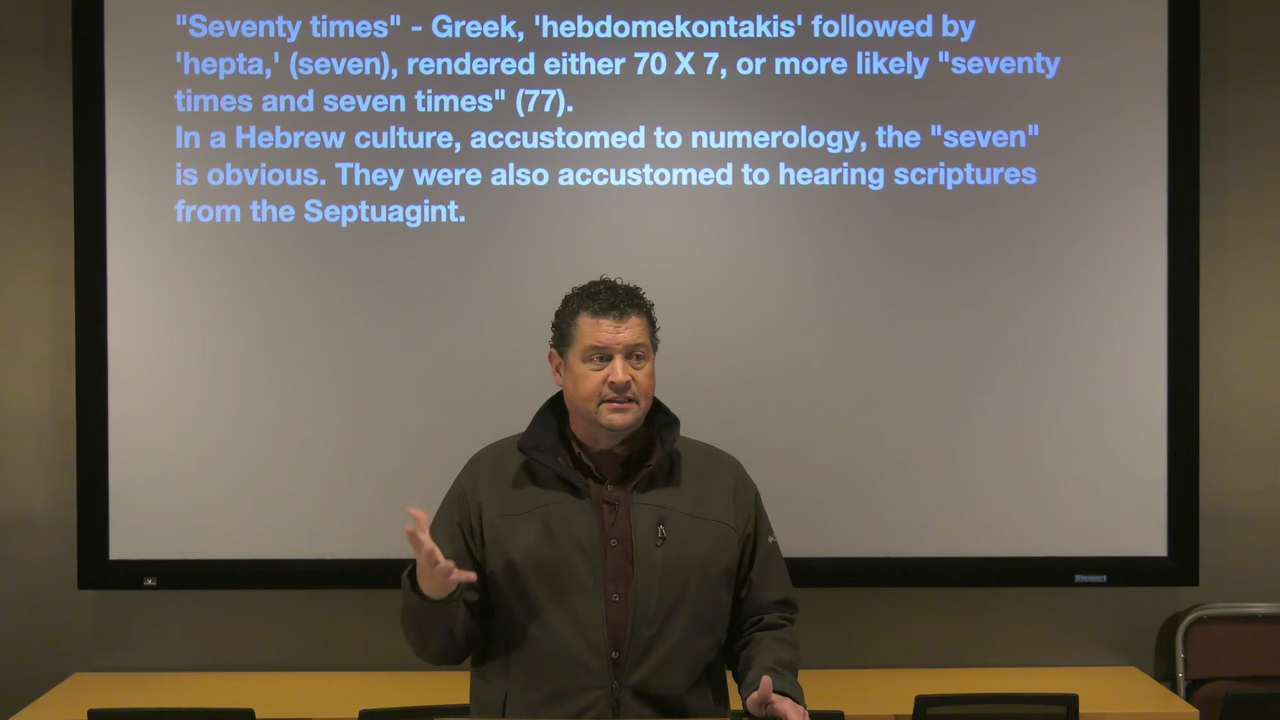 "Seventy times" - Greek, 'hebdomekontakis' followed by
'hepta,' (seven), rendered either 70 X 7, or more likely "seventy
times and seven times" (77).
In a Hebrew culture, accustomed to numerology, the "seven"
is obvious. They were also accustomed to hearing scriptures
from the Septuagint.
Stewart